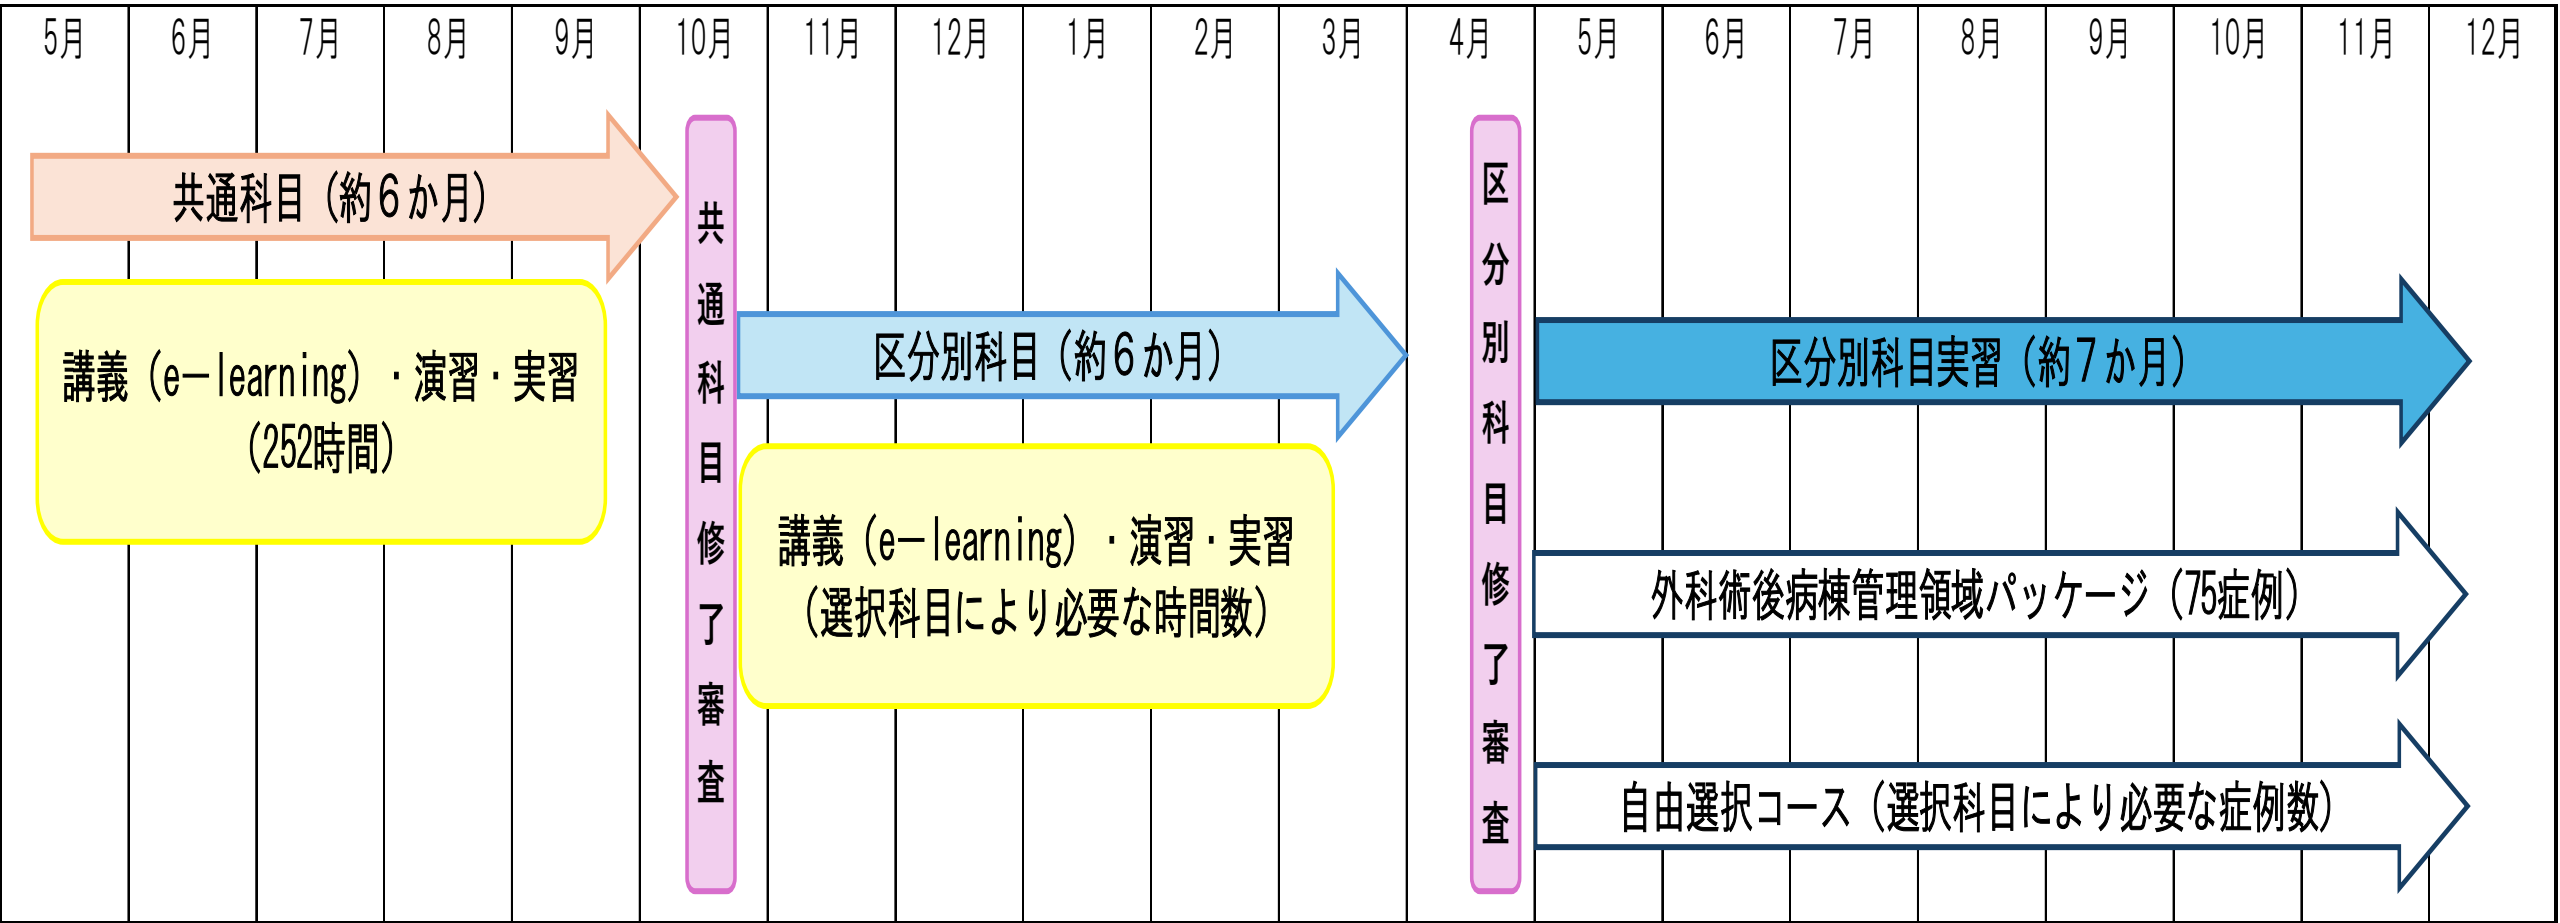 5月 6月 7月 8月 9月 10月 11月 12月 1月 2月 3月 4月 5月 6月 7月 8月 9月 10月 11月 12月
共通科目（約６か月）
講義（e－learning）・演習・実習
（252時間）
共通科目修了審査
区分別科目（約６か月）
講義（e－learning）・演習・実習
（選択科目により必要な時間数）
区分別科目修了審査
区分別科目実習（約７か月）
外科術後病棟管理領域パッケージ（75症例）
自由選択コース（選択科目により必要な症例数）